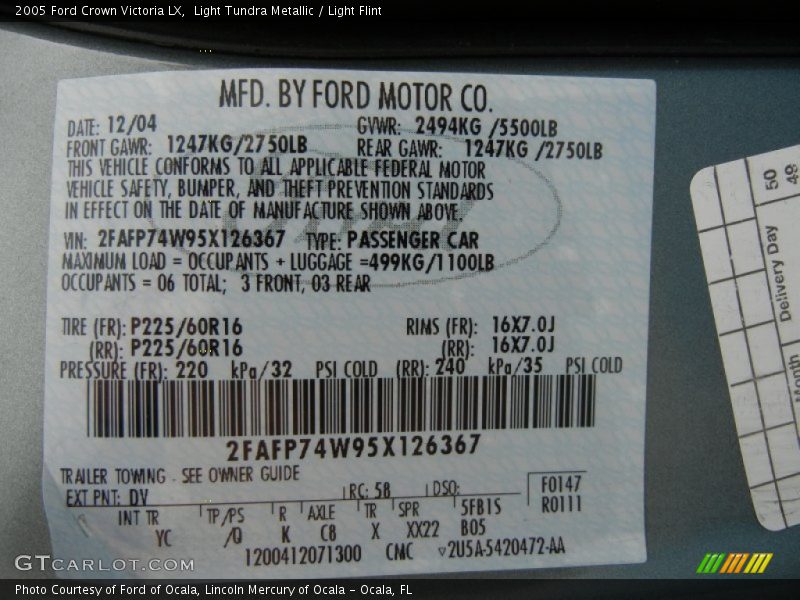 2005 Ford Crown Victoria LX,  Light Tundra Metallic / Light Flint
MFD. BY FORD MOTOR CO.
DATE: 12/04 GVWR: 2494KG /5500LB
FRONT GAWR: 1247KG/2750LB REAR GAWR: 1247KG /2750LB
THIS VEHICLE CONFORMS TO ALL APPLICABLE FEDERAL MOTOR
VEHICLE SAFETY, BUMPER, AND THEFT PREVENTION STANDARDS
IN EFFECT ON THE DATE OF MANUFACTURE SHOWN ABOVE.
VIN: 2FAFP74W95X126367 TYPE: PASSENGER CAR
MAXIMUM LOAD = OCCUPANTS + LUGGAGE =499KG/1100LB
OCCUPANTS = 06 TOTAL; 3 FRONT, 03 REAR
TIRE (FR): P225/60R16 RIMS (FR): 16X7.0J
(RR): P225/60R16 (RR): 16X7.0J
PRESSURE (FR): 220 kPa/32 PSI COLD (RR): 240 kPa/35 PSI COLD
2FAFP74W95X126367
TRAILER TOWING - SEE OWNER GUIDE
EXT PNT: DV RC: 58 DSO: F0147
R0111
INT TR TP/PS R AXLE TR SPR 5FB1S
YC /Q K C8 X XX22 B05
1200412071300 CMC ▽2U5A-5420472-AA
50
49
Delivery Day
Month
GTCARLOT.COM
Photo Courtesy of Ford of Ocala, Lincoln Mercury of Ocala – Ocala, FL